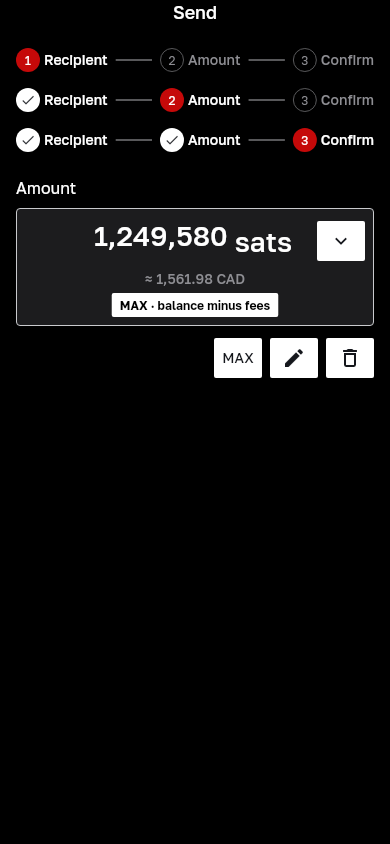 Send
1 Recipient 2 Amount 3 Confirm
Recipient 2 Amount 3 Confirm
Recipient Amount 3 Confirm
Amount
1,249,580 sats
≈ 1,561.98 CAD
MAX · balance minus fees
MAX